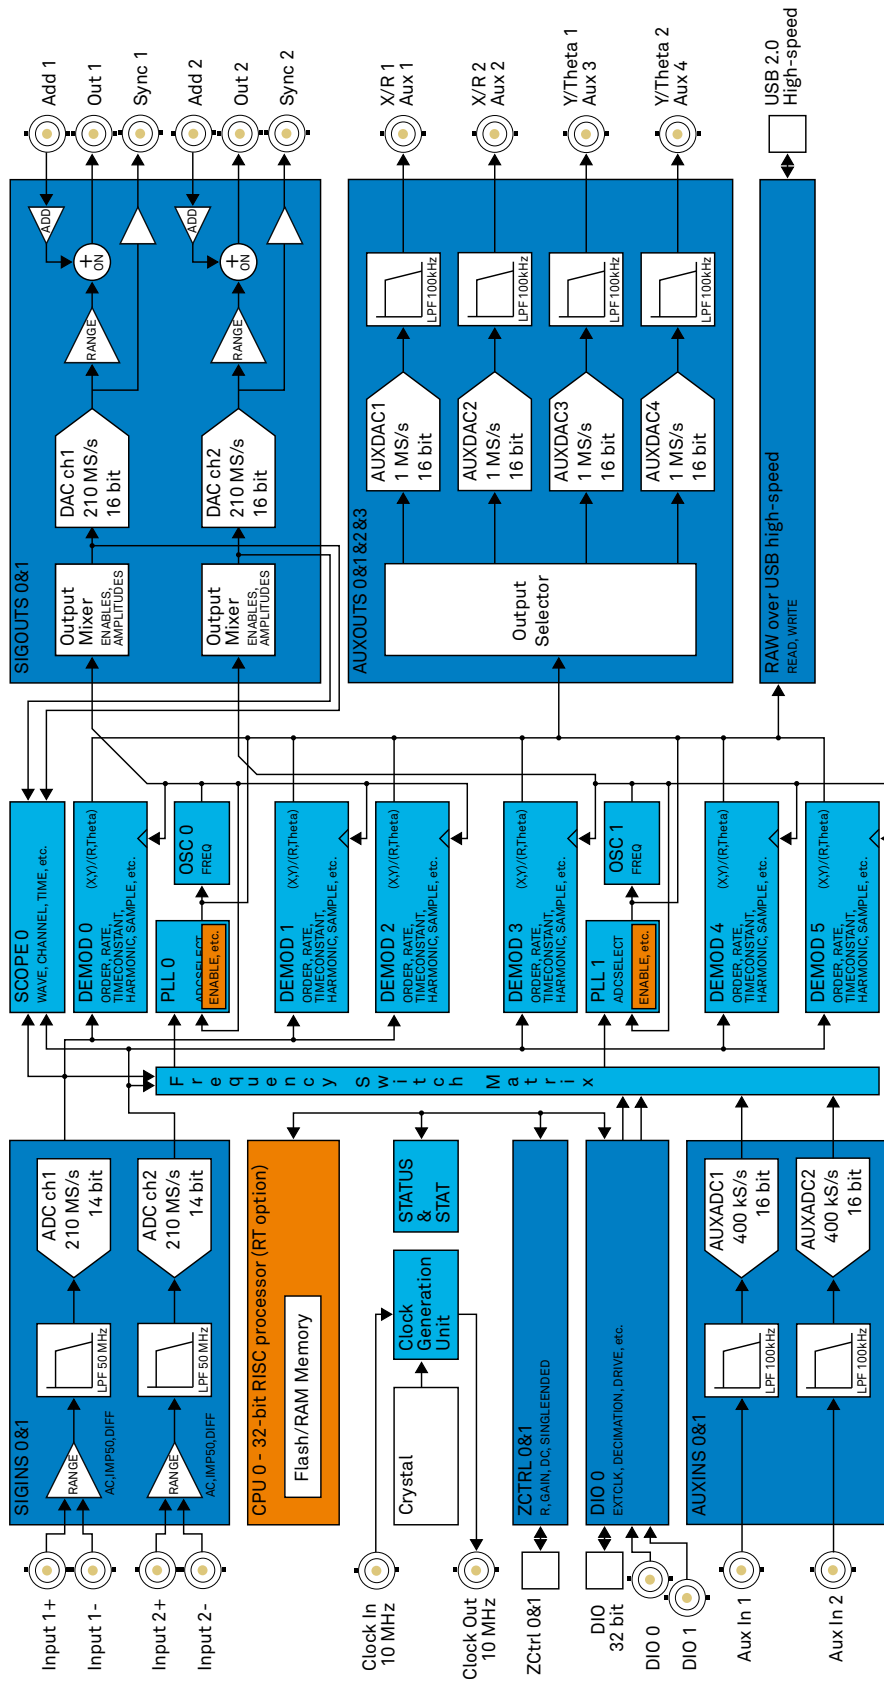 Input 1+
Input 1-
Input 2+
Input 2-
Clock In
10 MHz
Clock Out
10 MHz
ZCtrl 0&1
DIO
32 bit
DIO 0
DIO 1
Aux In 1
Aux In 2
SIGINS 0&1
RANGE
AC,IMP50,DIFF
LPF 50 MHz
ADC ch1
210 MS/s
14 bit
RANGE
AC,IMP50,DIFF
LPF 50 MHz
ADC ch2
210 MS/s
14 bit
CPU 0 - 32-bit RISC processor (RT option)
Flash/RAM Memory
Crystal
Clock
Generation
Unit
STATUS
&
STAT
ZCTRL 0&1
R, GAIN, DC, SINGLEENDED
DIO 0
EXTCLK, DECIMATION, DRIVE, etc.
AUXINS 0&1
LPF 100kHz
AUXADC1
400 kS/s
16 bit
LPF 100kHz
AUXADC2
400 kS/s
16 bit
Frequency Switch Matrix
SCOPE 0
WAVE, CHANNEL, TIME, etc.
DEMOD 0
(X,Y)/(R,Theta)
ORDER, RATE,
TIMECONSTANT,
HARMONIC, SAMPLE, etc.
PLL 0
ADCSELECT
ENABLE, etc.
OSC 0
FREQ
DEMOD 1
(X,Y)/(R,Theta)
ORDER, RATE,
TIMECONSTANT,
HARMONIC, SAMPLE, etc.
DEMOD 2
(X,Y)/(R,Theta)
ORDER, RATE,
TIMECONSTANT,
HARMONIC, SAMPLE, etc.
DEMOD 3
(X,Y)/(R,Theta)
ORDER, RATE,
TIMECONSTANT,
HARMONIC, SAMPLE, etc.
PLL 1
ADCSELECT
ENABLE, etc.
OSC 1
FREQ
DEMOD 4
(X,Y)/(R,Theta)
ORDER, RATE,
TIMECONSTANT,
HARMONIC, SAMPLE, etc.
DEMOD 5
(X,Y)/(R,Theta)
ORDER, RATE,
TIMECONSTANT,
HARMONIC, SAMPLE, etc.
SIGOUTS 0&1
Output
Mixer
ENABLES,
AMPLITUDES
DAC ch1
210 MS/s
16 bit
RANGE
+
ON
ADD
Output
Mixer
ENABLES,
AMPLITUDES
DAC ch2
210 MS/s
16 bit
RANGE
+
ON
ADD
AUXOUTS 0&1&2&3
Output
Selector
AUXDAC1
1 MS/s
16 bit
LPF 100kHz
AUXDAC2
1 MS/s
16 bit
LPF 100kHz
AUXDAC3
1 MS/s
16 bit
LPF 100kHz
AUXDAC4
1 MS/s
16 bit
LPF 100kHz
RAW over USB high-speed
READ, WRITE
Add 1
Out 1
Sync 1
Add 2
Out 2
Sync 2
X/R 1
Aux 1
X/R 2
Aux 2
Y/Theta 1
Aux 3
Y/Theta 2
Aux 4
USB 2.0
High-speed